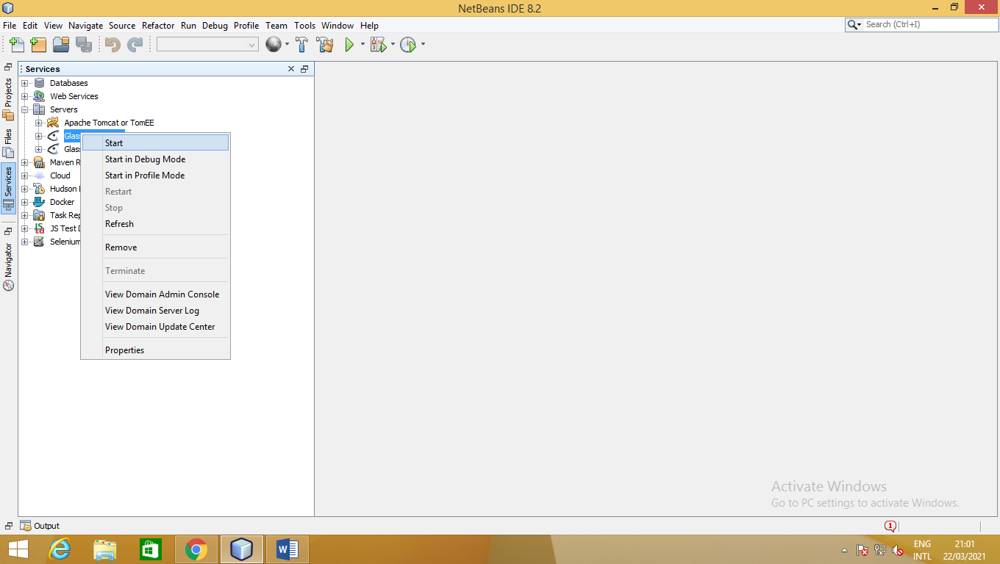 NetBeans IDE 8.2
File Edit View Navigate Source Refactor Run Debug Profile Team Tools Window Help
Search (Ctrl+I)
Services
Projects
Files
Services
Navigator
Databases
Web Services
Servers
Apache Tomcat or TomEE
Maven
Cloud
Hudson
Docker
Task
JS Test
Selenium
Start
Start in Debug Mode
Start in Profile Mode
Restart
Stop
Refresh
Remove
Terminate
View Domain Admin Console
View Domain Server Log
View Domain Update Center
Properties
Activate Windows
Go to PC settings to activate Windows.
Output
1
ENG
INTL
21:01
22/03/2021